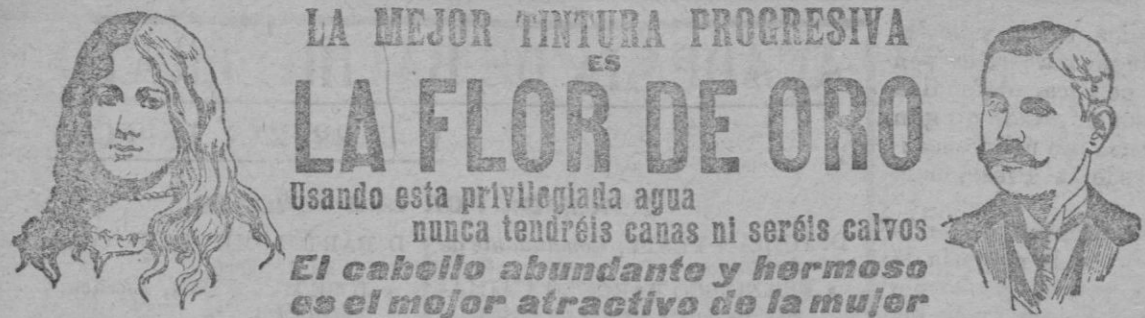 LA MEJOR TINTURA PROGRESIVA
ES
LA FLOR DE ORO
Usando esta privilegiada agua
nunca tendréis canas ni seréis calvos
El cabello abundante y hermoso
es el mejor atractivo de la mujer